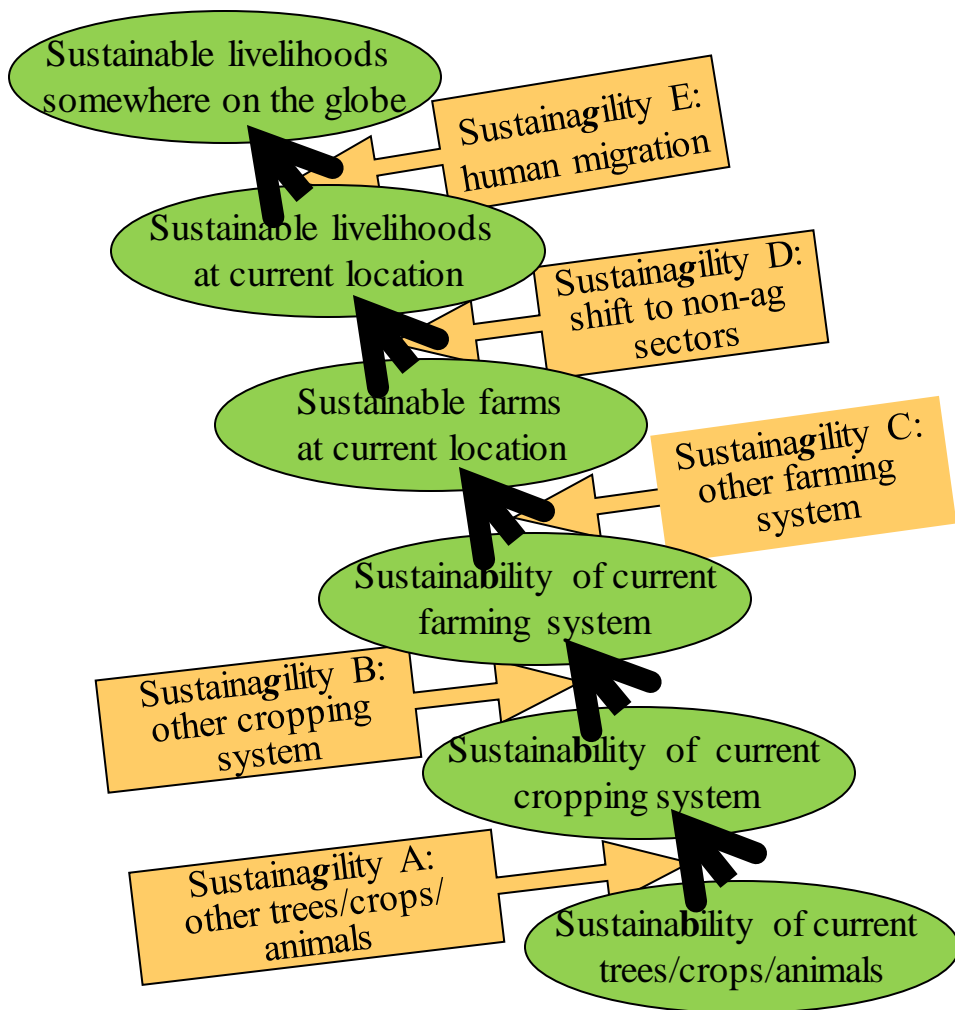 Sustainable livelihoods
somewhere on the globe
Sustainagility E:
human migration
Sustainable livelihoods
at current location
Sustainagility D:
shift to non-ag
sectors
Sustainable farms
at current location
Sustainagility C:
other farming
system
Sustainability of current
farming system
Sustainagility B:
other cropping
system
Sustainability of current
cropping system
Sustainagility A:
other trees/crops/
animals
Sustainability of current
trees/crops/animals